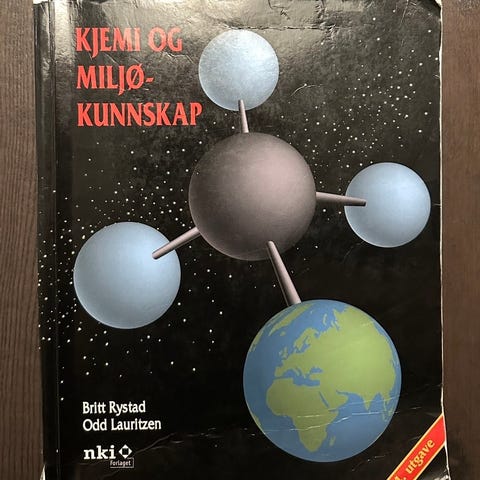 KJEMI OG
MILJØ-
KUNNSKAP
Britt Rystad
Odd Lauritzen
nki
Forlaget
utgave